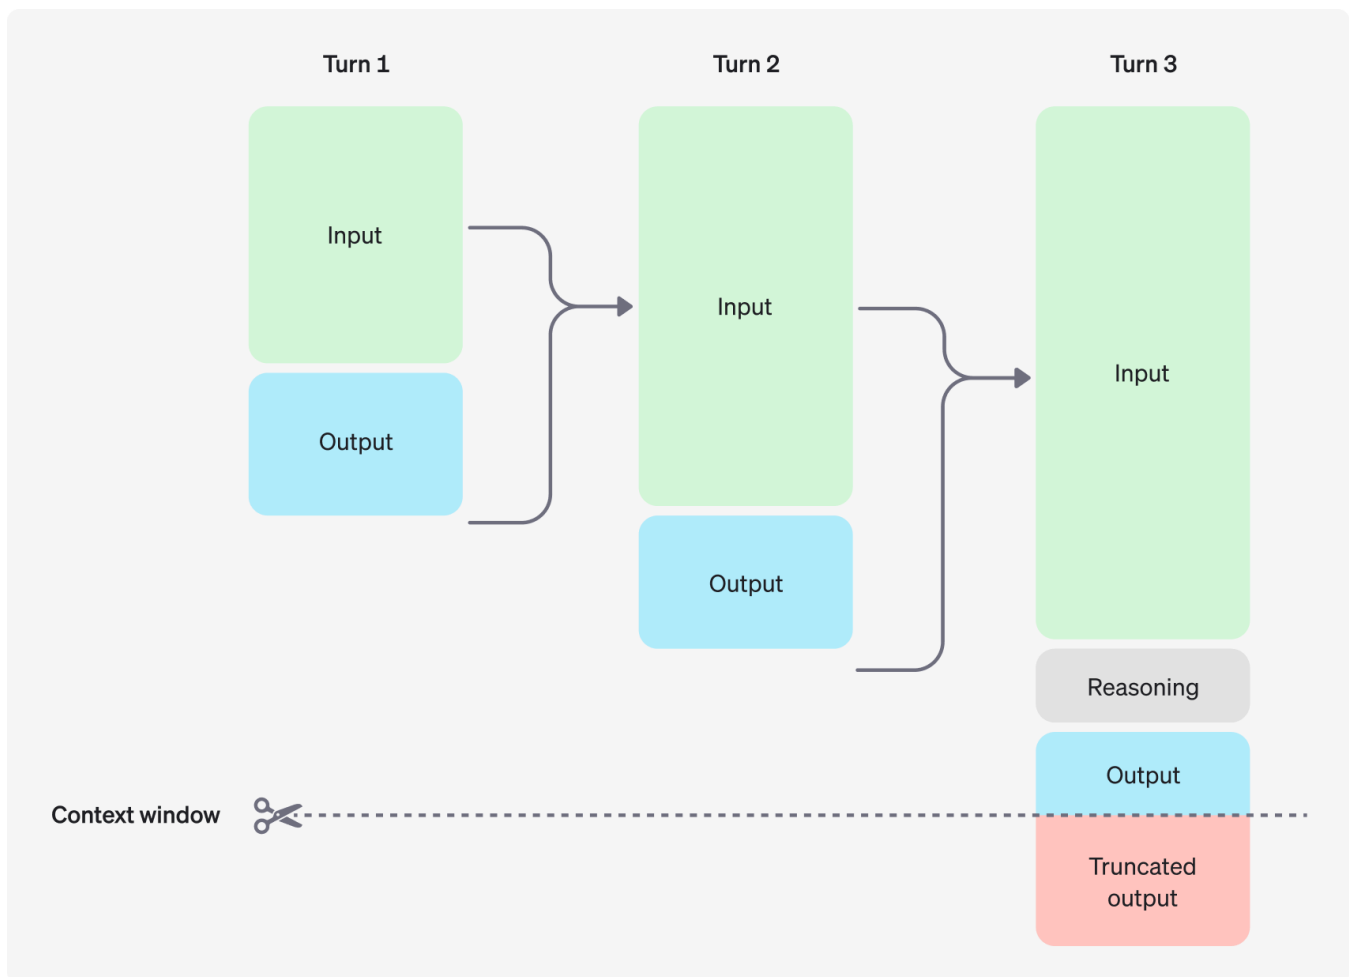 Turn 1
Turn 2
Turn 3
Input
Input
Input
Output
Output
Reasoning
Output
Context window
Truncated
output